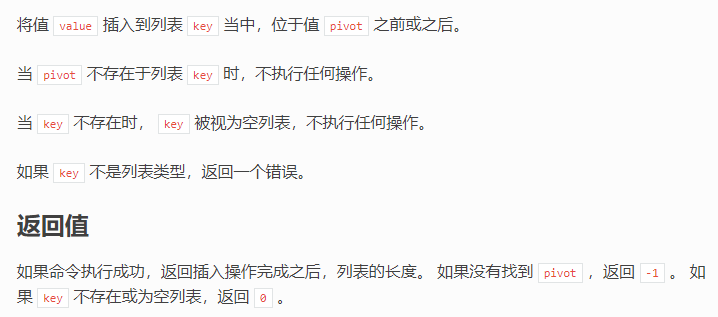 将值 value 插入到列表 key 当中，位于值 pivot 之前或之后。
当 pivot 不存在于列表 key 时，不执行任何操作。
当 key 不存在时， key 被视为空列表，不执行任何操作。
如果 key 不是列表类型，返回一个错误。
返回值
如果命令执行成功，返回插入操作完成之后，列表的长度。 如果没有找到 pivot ，返回 -1 。 如
果 key 不存在或为空列表，返回 0 。